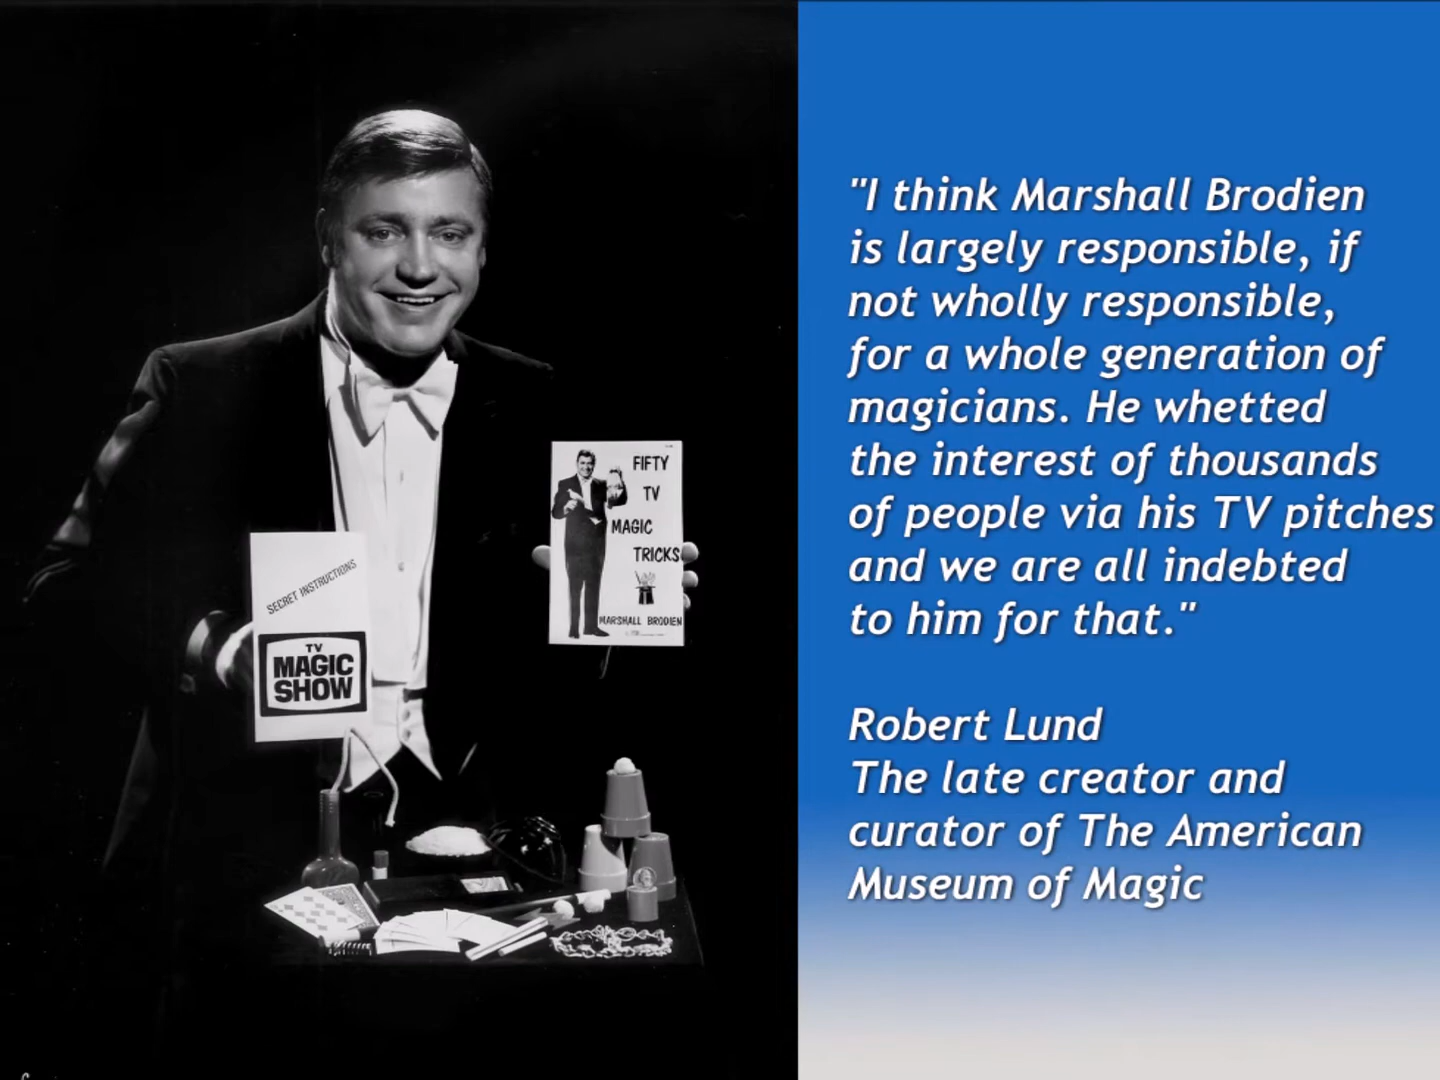 "I think Marshall Brodien
is largely responsible, if
not wholly responsible,
for a whole generation of
magicians. He whetted
the interest of thousands
of people via his TV pitches
and we are all indebted
to him for that."
Robert Lund
The late creator and
curator of The American
Museum of Magic
FIFTY
TV
MAGIC
TRICKS
MARSHALL BRODIEN
SECRET INSTRUCTIONS
TV
MAGIC
SHOW